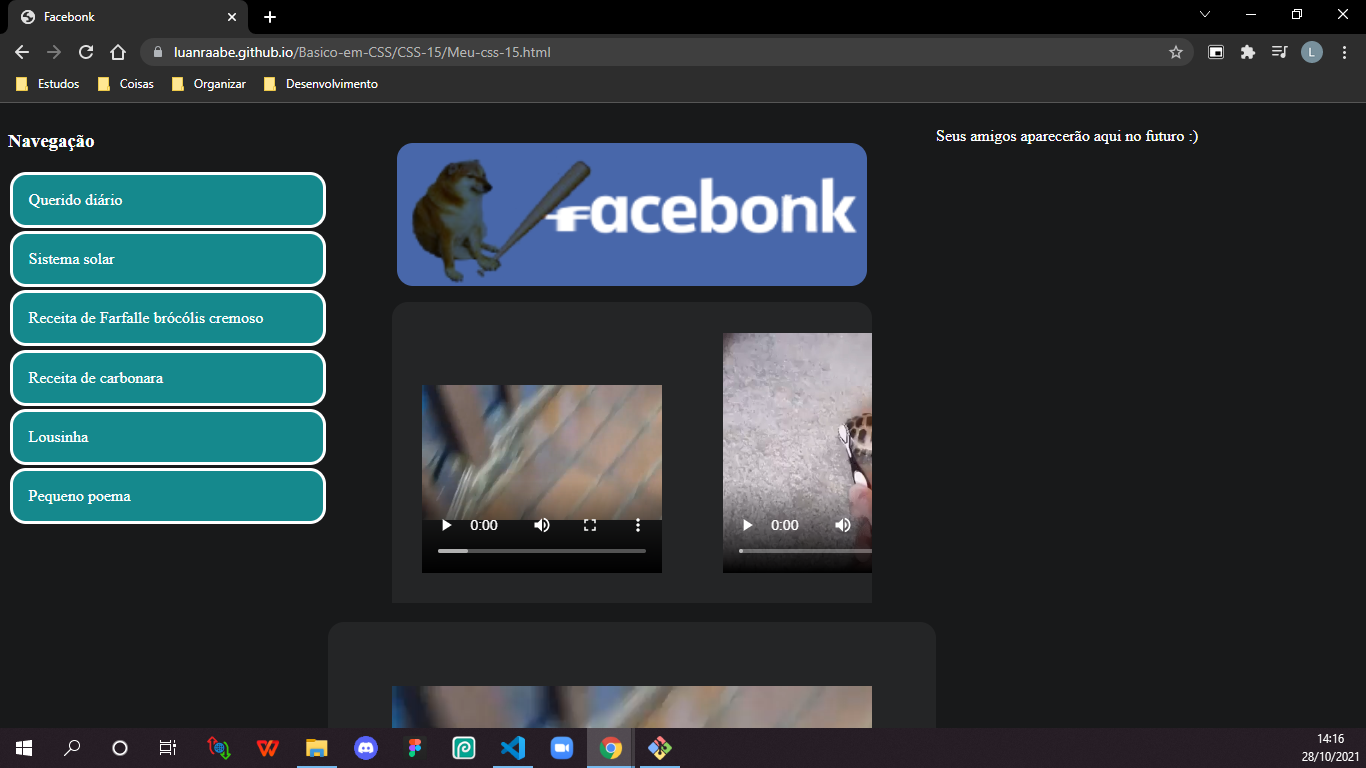 Facebonk
luanraabe.github.io/Basico-em-CSS/CSS-15/Meu-css-15.html
L
Estudos
Coisas
Organizar
Desenvolvimento
Navegação
Querido diário
Sistema solar
Receita de Farfalle brócólis cremoso
Receita de carbonara
Lousinha
Pequeno poema
facebonk
0:00
0:00
Seus amigos aparecerão aqui no futuro :)
14:16
28/10/2021